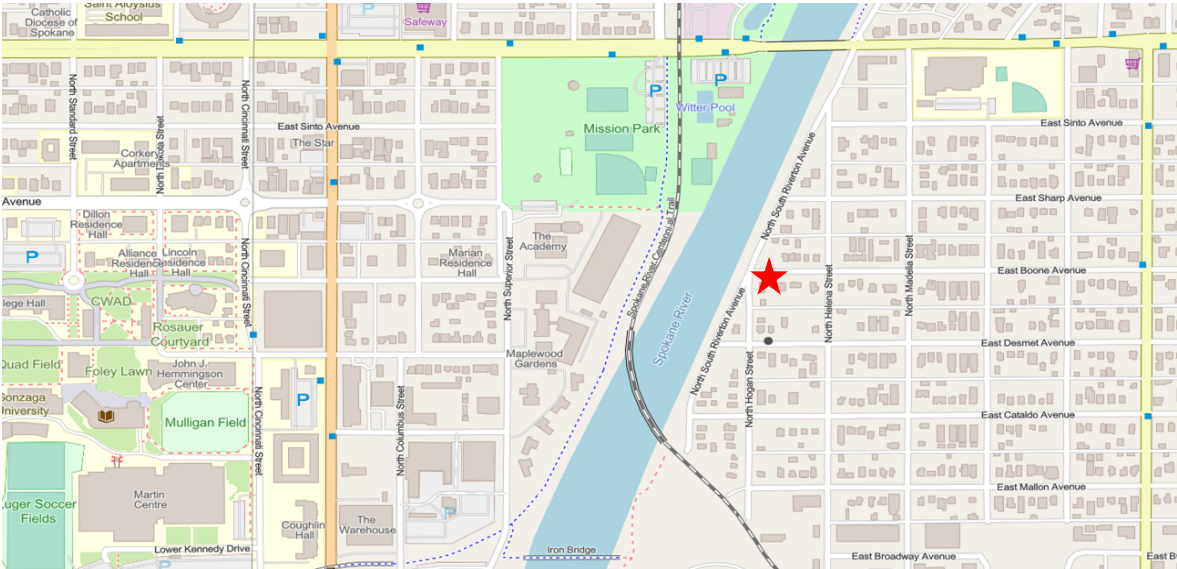 Catholic
Diocese of
Spokane
Saint Aloysius
School
P
Safeway
North Standard Street
North Dakota Street
North Cincinnati Street
East Sinto Avenue
The Star
Corkery
Apartments
P
P
Witter Pool
Mission Park
East Sinto Avenue
North South Riverton Avenue
Avenue
East Sharp Avenue
Dillon
Residence
Hall
P
Alliance
Residence
Hall
Lincoln
Residence
Hall
North Cincinnati Street
Marian
Residence
Hall
North Superior Street
The
Academy
Spokane River Centennial Trail
Spokane River
East Boone Avenue
North Madelia Street
North Helena Street
North South Riverton Avenue
lege Hall
CWAD
Rosauer
Courtyard
Quad Field
Foley Lawn
John J.
Hemmingson
Center
Maplewood
Gardens
East Desmet Avenue
North Hogan Street
Gonzaga
University
P
Mulligan Field
North Cincinnati Street
North Columbus Street
East Cataldo Avenue
Luger Soccer
Fields
Martin
Centre
Coughlin
Hall
The
Warehouse
P
East Mallon Avenue
Lower Kennedy Drive
P
Iron Bridge
East Broadway Avenue
East B